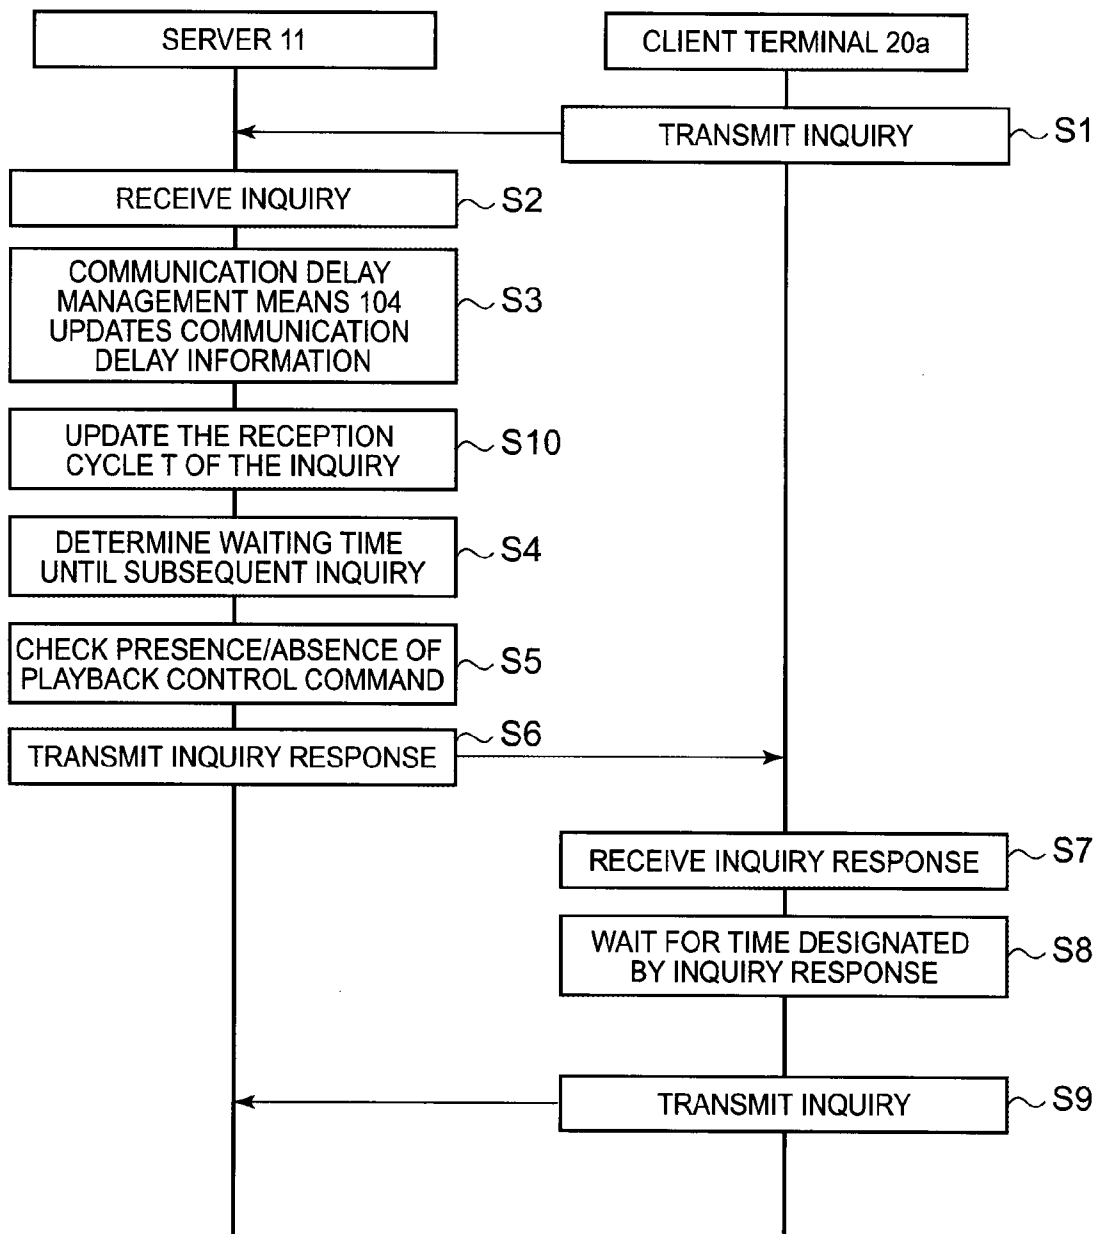 SERVER 11
CLIENT TERMINAL 20a
TRANSMIT INQUIRY
S1
RECEIVE INQUIRY
S2
COMMUNICATION DELAY
MANAGEMENT MEANS 104
UPDATES COMMUNICATION
DELAY INFORMATION
S3
UPDATE THE RECEPTION
CYCLE T OF THE INQUIRY
S10
DETERMINE WAITING TIME
UNTIL SUBSEQUENT INQUIRY
S4
CHECK PRESENCE/ABSENCE OF
PLAYBACK CONTROL COMMAND
S5
TRANSMIT INQUIRY RESPONSE
S6
RECEIVE INQUIRY RESPONSE
S7
WAIT FOR TIME DESIGNATED
BY INQUIRY RESPONSE
S8
TRANSMIT INQUIRY
S9